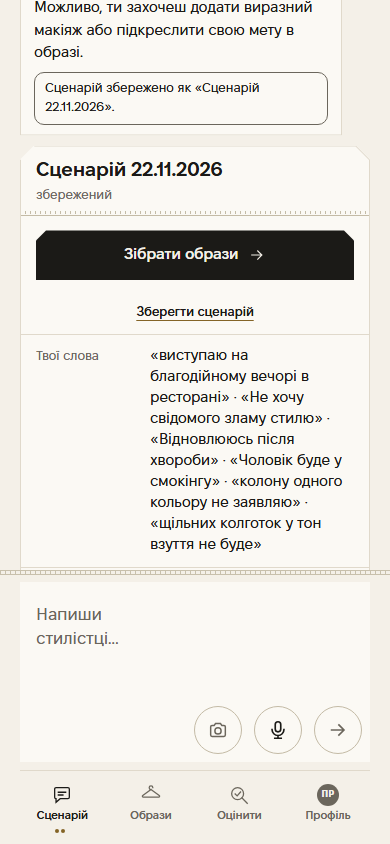 Можливо, ти захочеш додати виразний
макіяж або підкреслити свою мету в
образі.
Сценарій збережено як «Сценарій
22.11.2026».
Сценарій 22.11.2026
збережений
Зібрати образи →
Зберегти сценарій
Твої слова
«виступаю на
благодійному вечорі в
ресторані» · «Не хочу
свідомого зламу стилю» ·
«Відновлююсь після
хвороби» · «Чоловік буде у
смокінгу» · «колону одного
кольору не заявляю» ·
«щільних колготок у тон
взуття не буде»
Напиши
стилістці...
Сценарій
Образи
Оцінити
ПР
Профіль